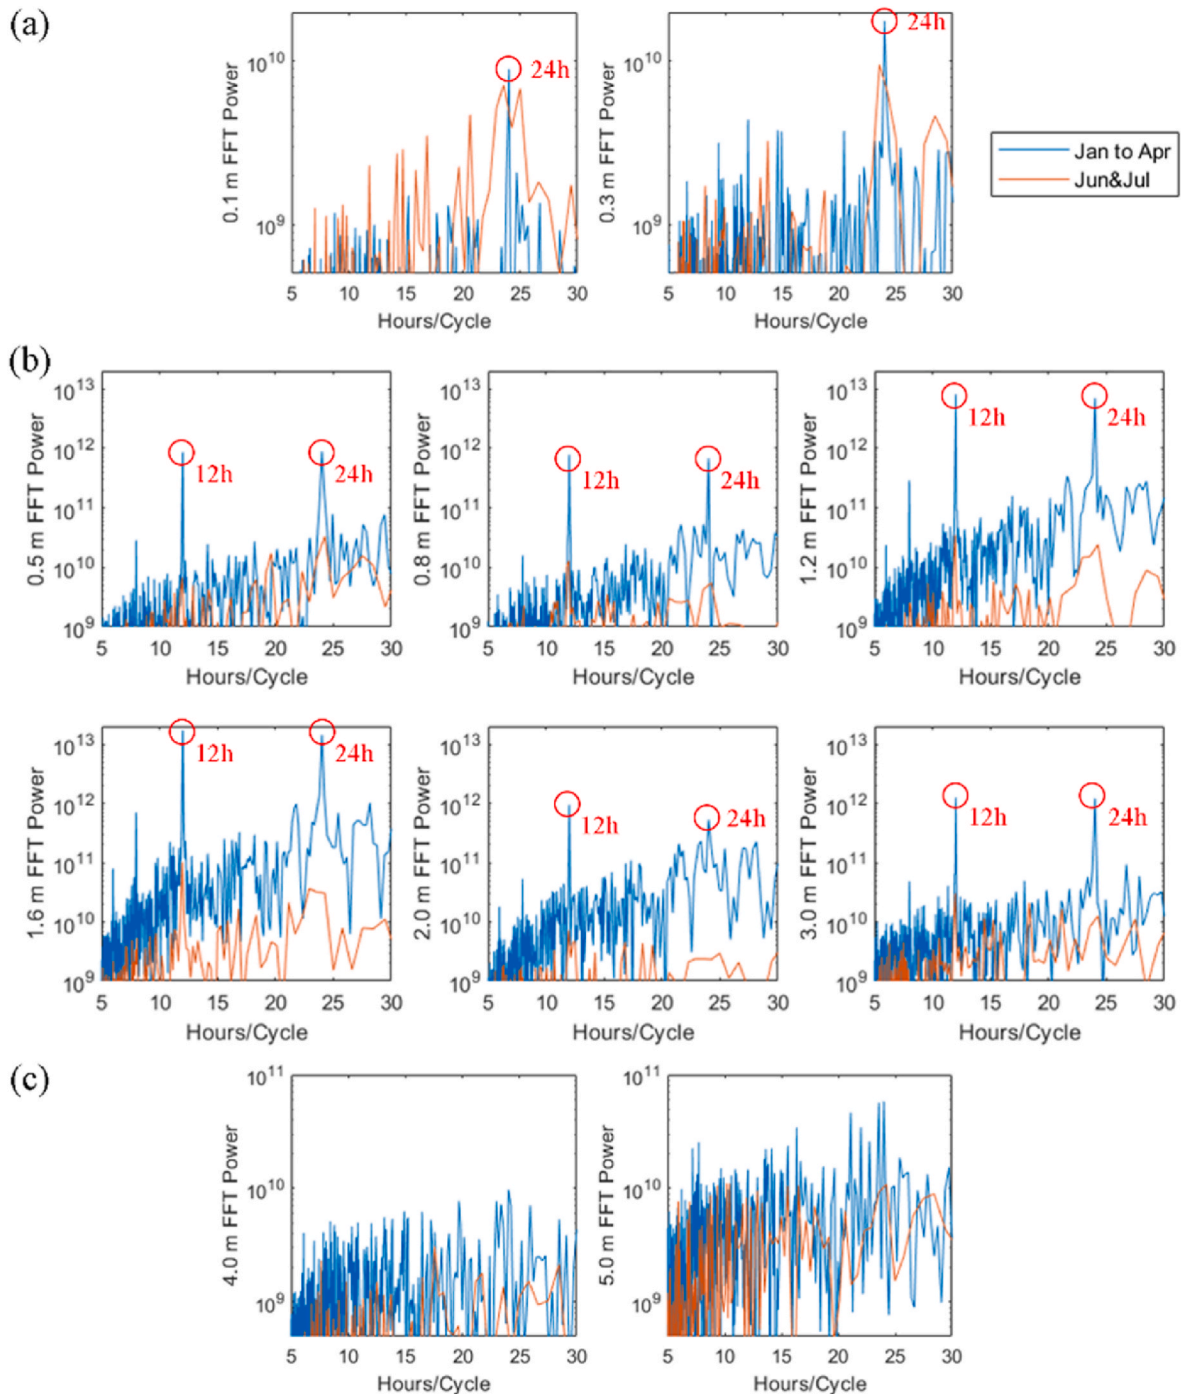 (a)
0.1 m FFT Power
10^10
10^9
24h
5 10 15 20 25 30
Hours/Cycle
0.3 m FFT Power
10^10
10^9
24h
5 10 15 20 25 30
Hours/Cycle
Jan to Apr
Jun&Jul
(b)
0.5 m FFT Power
10^13
10^12
10^11
10^10
10^9
12h
24h
5 10 15 20 25 30
Hours/Cycle
0.8 m FFT Power
10^13
10^12
10^11
10^10
10^9
12h
24h
5 10 15 20 25 30
Hours/Cycle
1.2 m FFT Power
10^13
10^12
10^11
10^10
10^9
12h
24h
5 10 15 20 25 30
Hours/Cycle
1.6 m FFT Power
10^13
10^12
10^11
10^10
10^9
12h
24h
5 10 15 20 25 30
Hours/Cycle
2.0 m FFT Power
10^13
10^12
10^11
10^10
10^9
12h
24h
5 10 15 20 25 30
Hours/Cycle
3.0 m FFT Power
10^13
10^12
10^11
10^10
10^9
12h
24h
5 10 15 20 25 30
Hours/Cycle
(c)
4.0 m FFT Power
10^11
10^10
10^9
5 10 15 20 25 30
Hours/Cycle
5.0 m FFT Power
10^11
10^10
10^9
5 10 15 20 25 30
Hours/Cycle